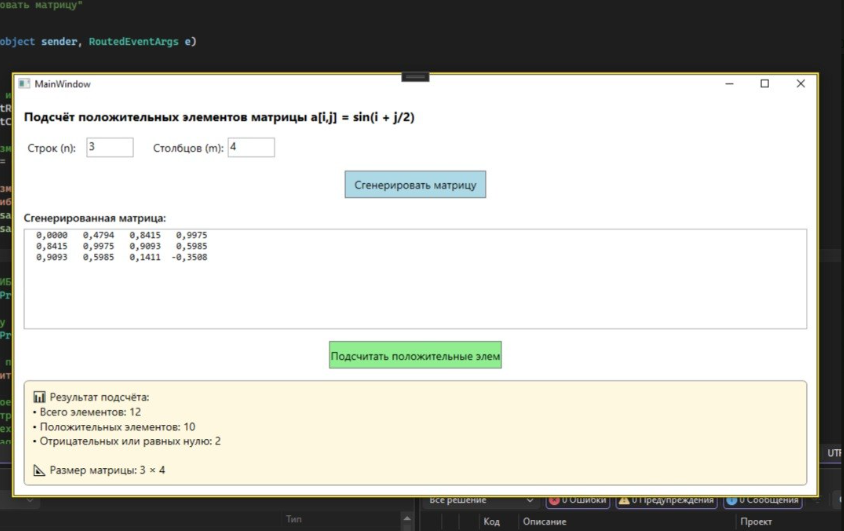 овать матрицу"
object sender, RoutedEventArgs e)
MainWindow
Подсчёт положительных элементов матрицы a[i,j] = sin(i + j/2)
Строк (n): 3 Столбцов (m): 4
Сгенерировать матрицу
Сгенерированная матрица:
0,0000 0,4794 0,8415 0,9975
0,8415 0,9975 0,9093 0,5985
0,9093 0,5985 0,1411 -0,3508
Подсчитать положительные элем
Результат подсчёта:
• Всего элементов: 12
• Положительных элементов: 10
• Отрицательных или равных нулю: 2
Размер матрицы: 3 × 4
UTF
Все решение 0 Ошибки 0 Предупреждения 0 Сообщения
Тип
Код Описание Проект